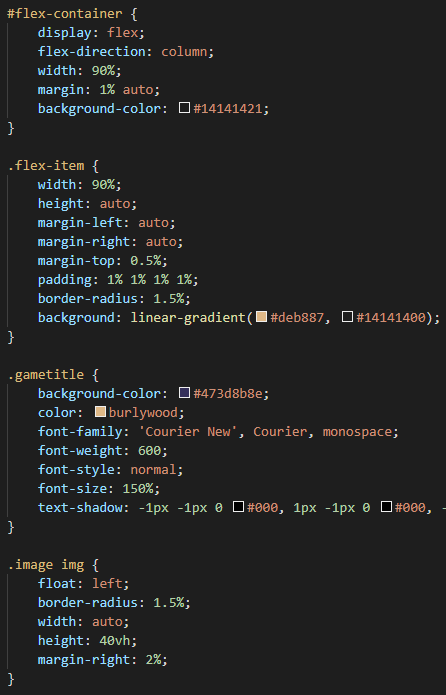 #flex-container {
display: flex;
flex-direction: column;
width: 90%;
margin: 1% auto;
background-color: #14141421;
}
.flex-item {
width: 90%;
height: auto;
margin-left: auto;
margin-right: auto;
margin-top: 0.5%;
padding: 1% 1% 1% 1%;
border-radius: 1.5%;
background: linear-gradient(#deb887, #14141400);
}
.gametitle {
background-color: #473d8b8e;
color: burlywood;
font-family: 'Courier New', Courier, monospace;
font-weight: 600;
font-style: normal;
font-size: 150%;
text-shadow: -1px -1px 0 #000, 1px -1px 0 #000, -
}
.image img {
float: left;
border-radius: 1.5%;
width: auto;
height: 40vh;
margin-right: 2%;
}